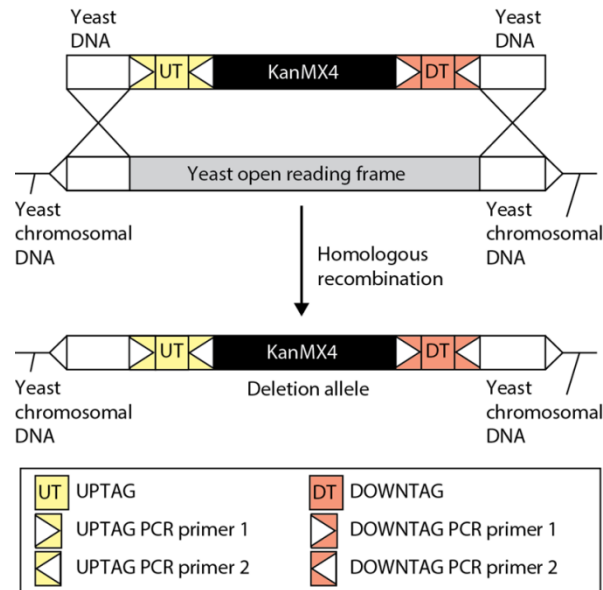 Yeast
DNA
Yeast
DNA
UT
KanMX4
DT
Yeast open reading frame
Yeast
chromosomal
DNA
Yeast
chromosomal
DNA
Homologous
recombination
UT
KanMX4
DT
Yeast
chromosomal
DNA
Deletion allele
Yeast
chromosomal
DNA
UT UPTAG
DT DOWNTAG
UPTAG PCR primer 1
DOWNTAG PCR primer 1
UPTAG PCR primer 2
DOWNTAG PCR primer 2